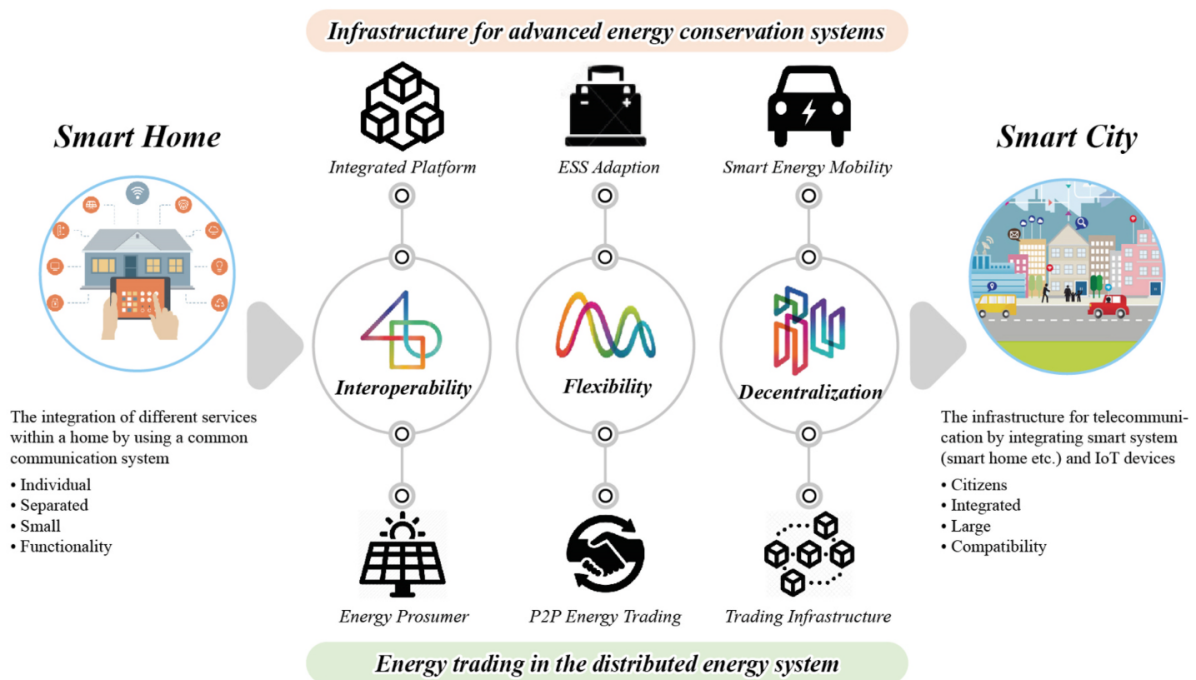 Infrastructure for advanced energy conservation systems
Smart Home
Integrated Platform
ESS Adaption
Smart Energy Mobility
Smart City
Interoperability
Flexibility
Decentralization
The integration of different services
within a home by using a common
communication system
• Individual
• Separated
• Small
• Functionality
The infrastructure for telecommuni-
cation by integrating smart system
(smart home etc.) and IoT devices
• Citizens
• Integrated
• Large
• Compatibility
Energy Prosumer
P2P Energy Trading
Trading Infrastructure
Energy trading in the distributed energy system